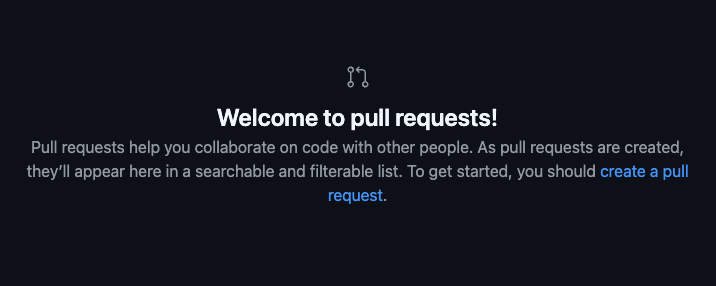 Welcome to pull requests!
Pull requests help you collaborate on code with other people. As pull requests are created,
they’ll appear here in a searchable and filterable list. To get started, you should create a pull
request.